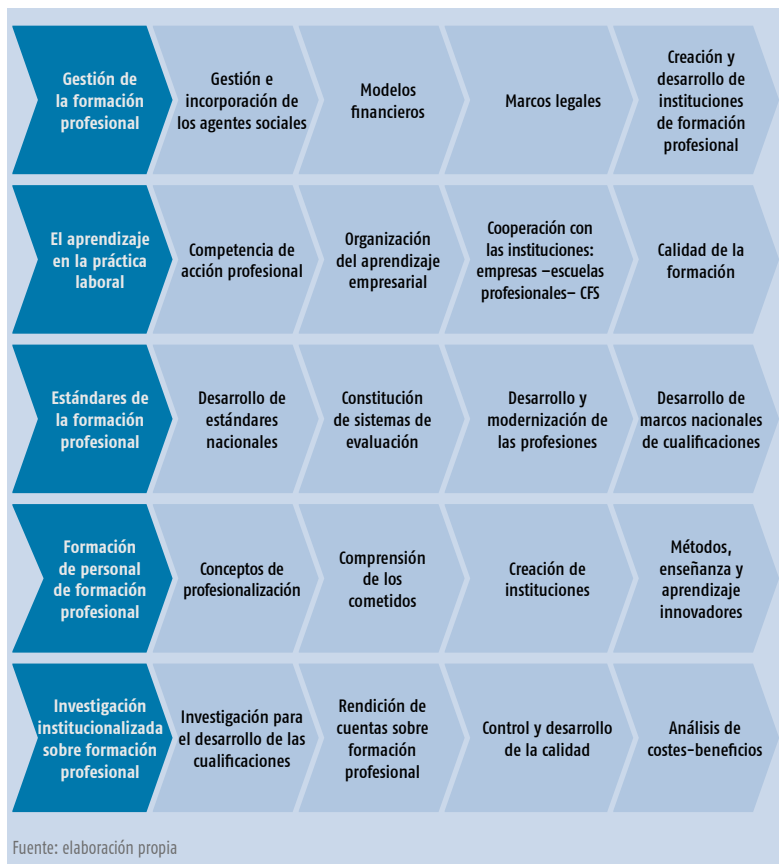 Gestión de
la formación
profesional
Gestión e
incorporación de
los agentes sociales
Modelos
financieros
Marcos legales
Creación y
desarrollo de
instituciones
de formación
profesional
El aprendizaje
en la práctica
laboral
Competencia de
acción profesional
Organización
del aprendizaje
empresarial
Cooperación con
las instituciones:
empresas –escuelas
profesionales– CFS
Calidad de la
formación
Estándares de
la formación
profesional
Desarrollo de
estándares
nacionales
Constitución
de sistemas de
evaluación
Desarrollo y
modernización de
las profesiones
Desarrollo de
marcos nacionales
de cualificaciones
Formación
de personal
de formación
profesional
Conceptos de
profesionalización
Comprensión
de los
cometidos
Creación de
instituciones
Métodos,
enseñanza y
aprendizaje
innovadores
Investigación
institucionalizada
sobre formación
profesional
Investigación para
el desarrollo de las
cualificaciones
Rendición de
cuentas sobre
formación
profesional
Control y desarrollo
de la calidad
Análisis de
costes–beneficios
Fuente: elaboración propia